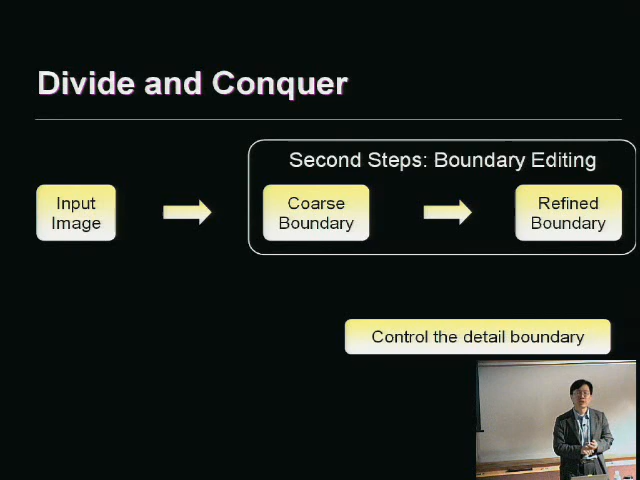 Divide and Conquer
Second Steps: Boundary Editing
Input
Image
Coarse
Boundary
Refined
Boundary
Control the detail boundary